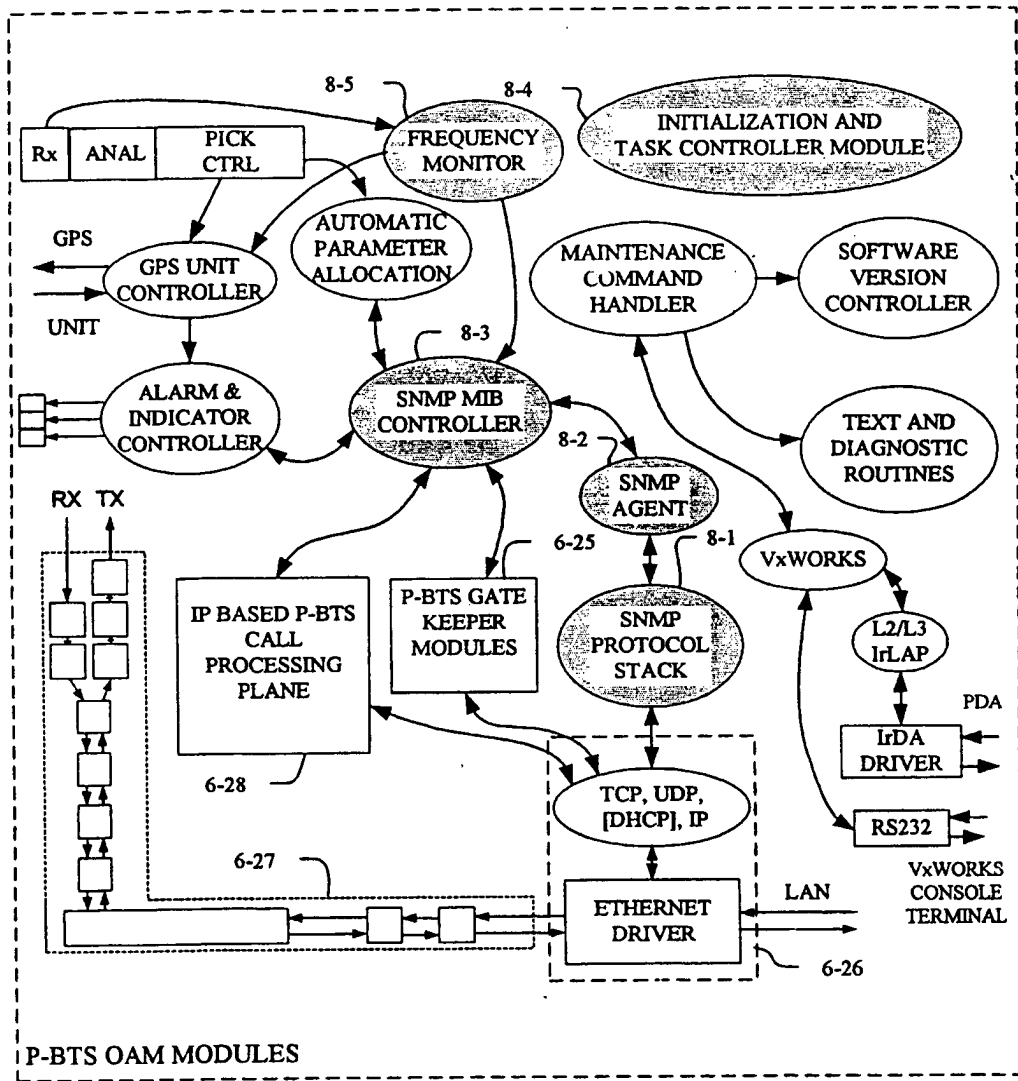 8-5
8-4
Rx
ANAL
PICK
CTRL
FREQUENCY
MONITOR
INITIALIZATION AND
TASK CONTROLLER MODULE
GPS
UNIT
GPS UNIT
CONTROLLER
AUTOMATIC
PARAMETER
ALLOCATION
MAINTENANCE
COMMAND
HANDLER
SOFTWARE
VERSION
CONTROLLER
8-3
ALARM &
INDICATOR
CONTROLLER
SNMP MIB
CONTROLLER
8-2
SNMP
AGENT
TEXT AND
DIAGNOSTIC
ROUTINES
RX
TX
6-25
8-1
VxWORKS
IP BASED P-BTS
CALL
PROCESSING
PLANE
P-BTS GATE
KEEPER
MODULES
SNMP
PROTOCOL
STACK
L2/L3
IrLAP
PDA
IrDA
DRIVER
6-28
TCP, UDP,
[DHCP], IP
RS232
6-27
VxWORKS
CONSOLE
TERMINAL
ETHERNET
DRIVER
LAN
6-26
P-BTS OAM MODULES